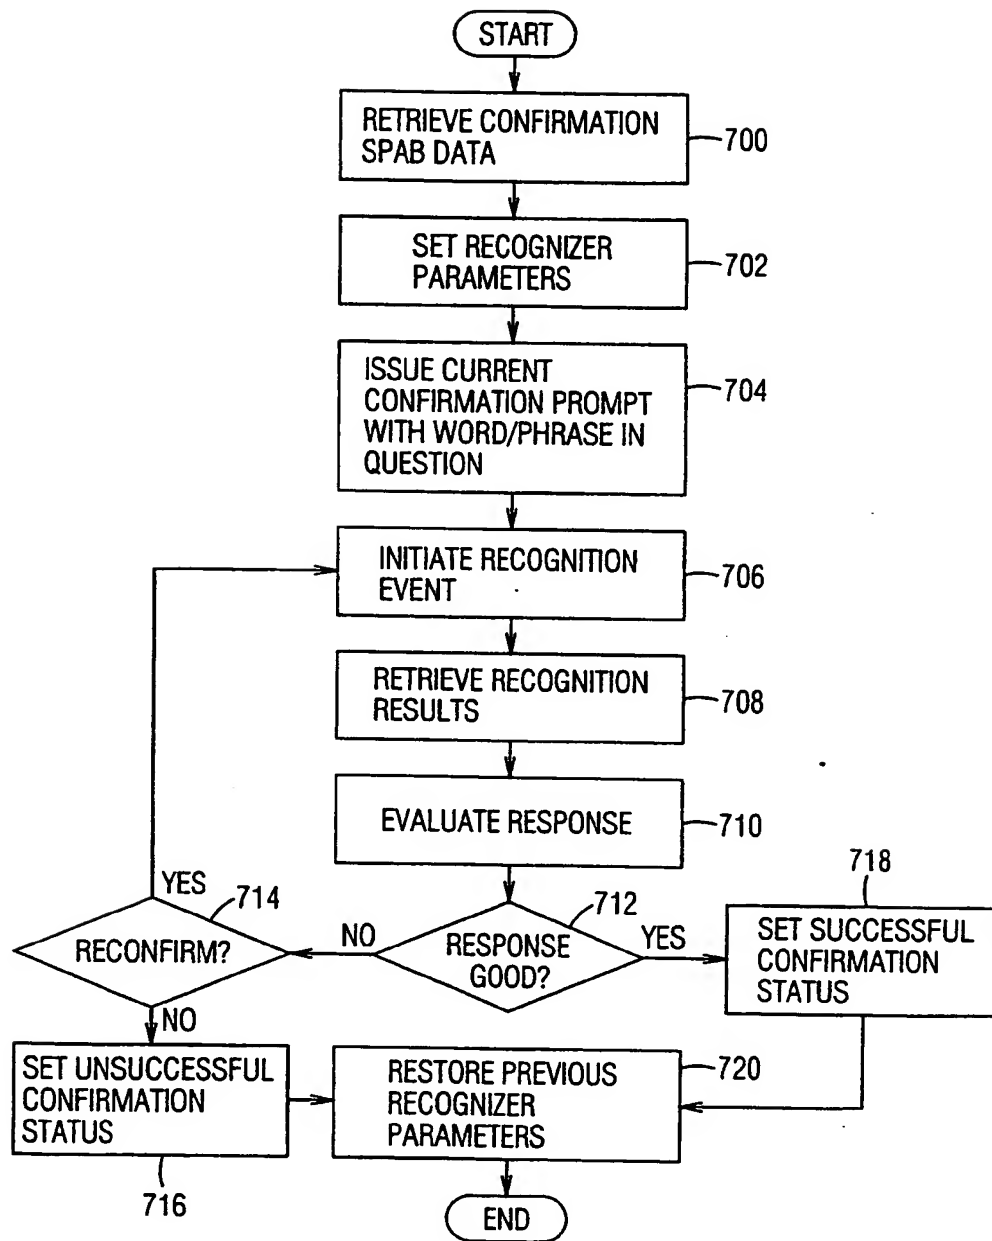 START
RETRIEVE CONFIRMATION
SPAB DATA
700
SET RECOGNIZER
PARAMETERS
702
ISSUE CURRENT
CONFIRMATION PROMPT
WITH WORD/PHRASE IN
QUESTION
704
INITIATE RECOGNITION
EVENT
706
RETRIEVE RECOGNITION
RESULTS
708
EVALUATE RESPONSE
710
YES
714
RECONFIRM?
NO
712
RESPONSE
GOOD?
YES
718
SET SUCCESSFUL
CONFIRMATION
STATUS
NO
SET UNSUCCESSFUL
CONFIRMATION
STATUS
716
RESTORE PREVIOUS
RECOGNIZER
PARAMETERS
720
END